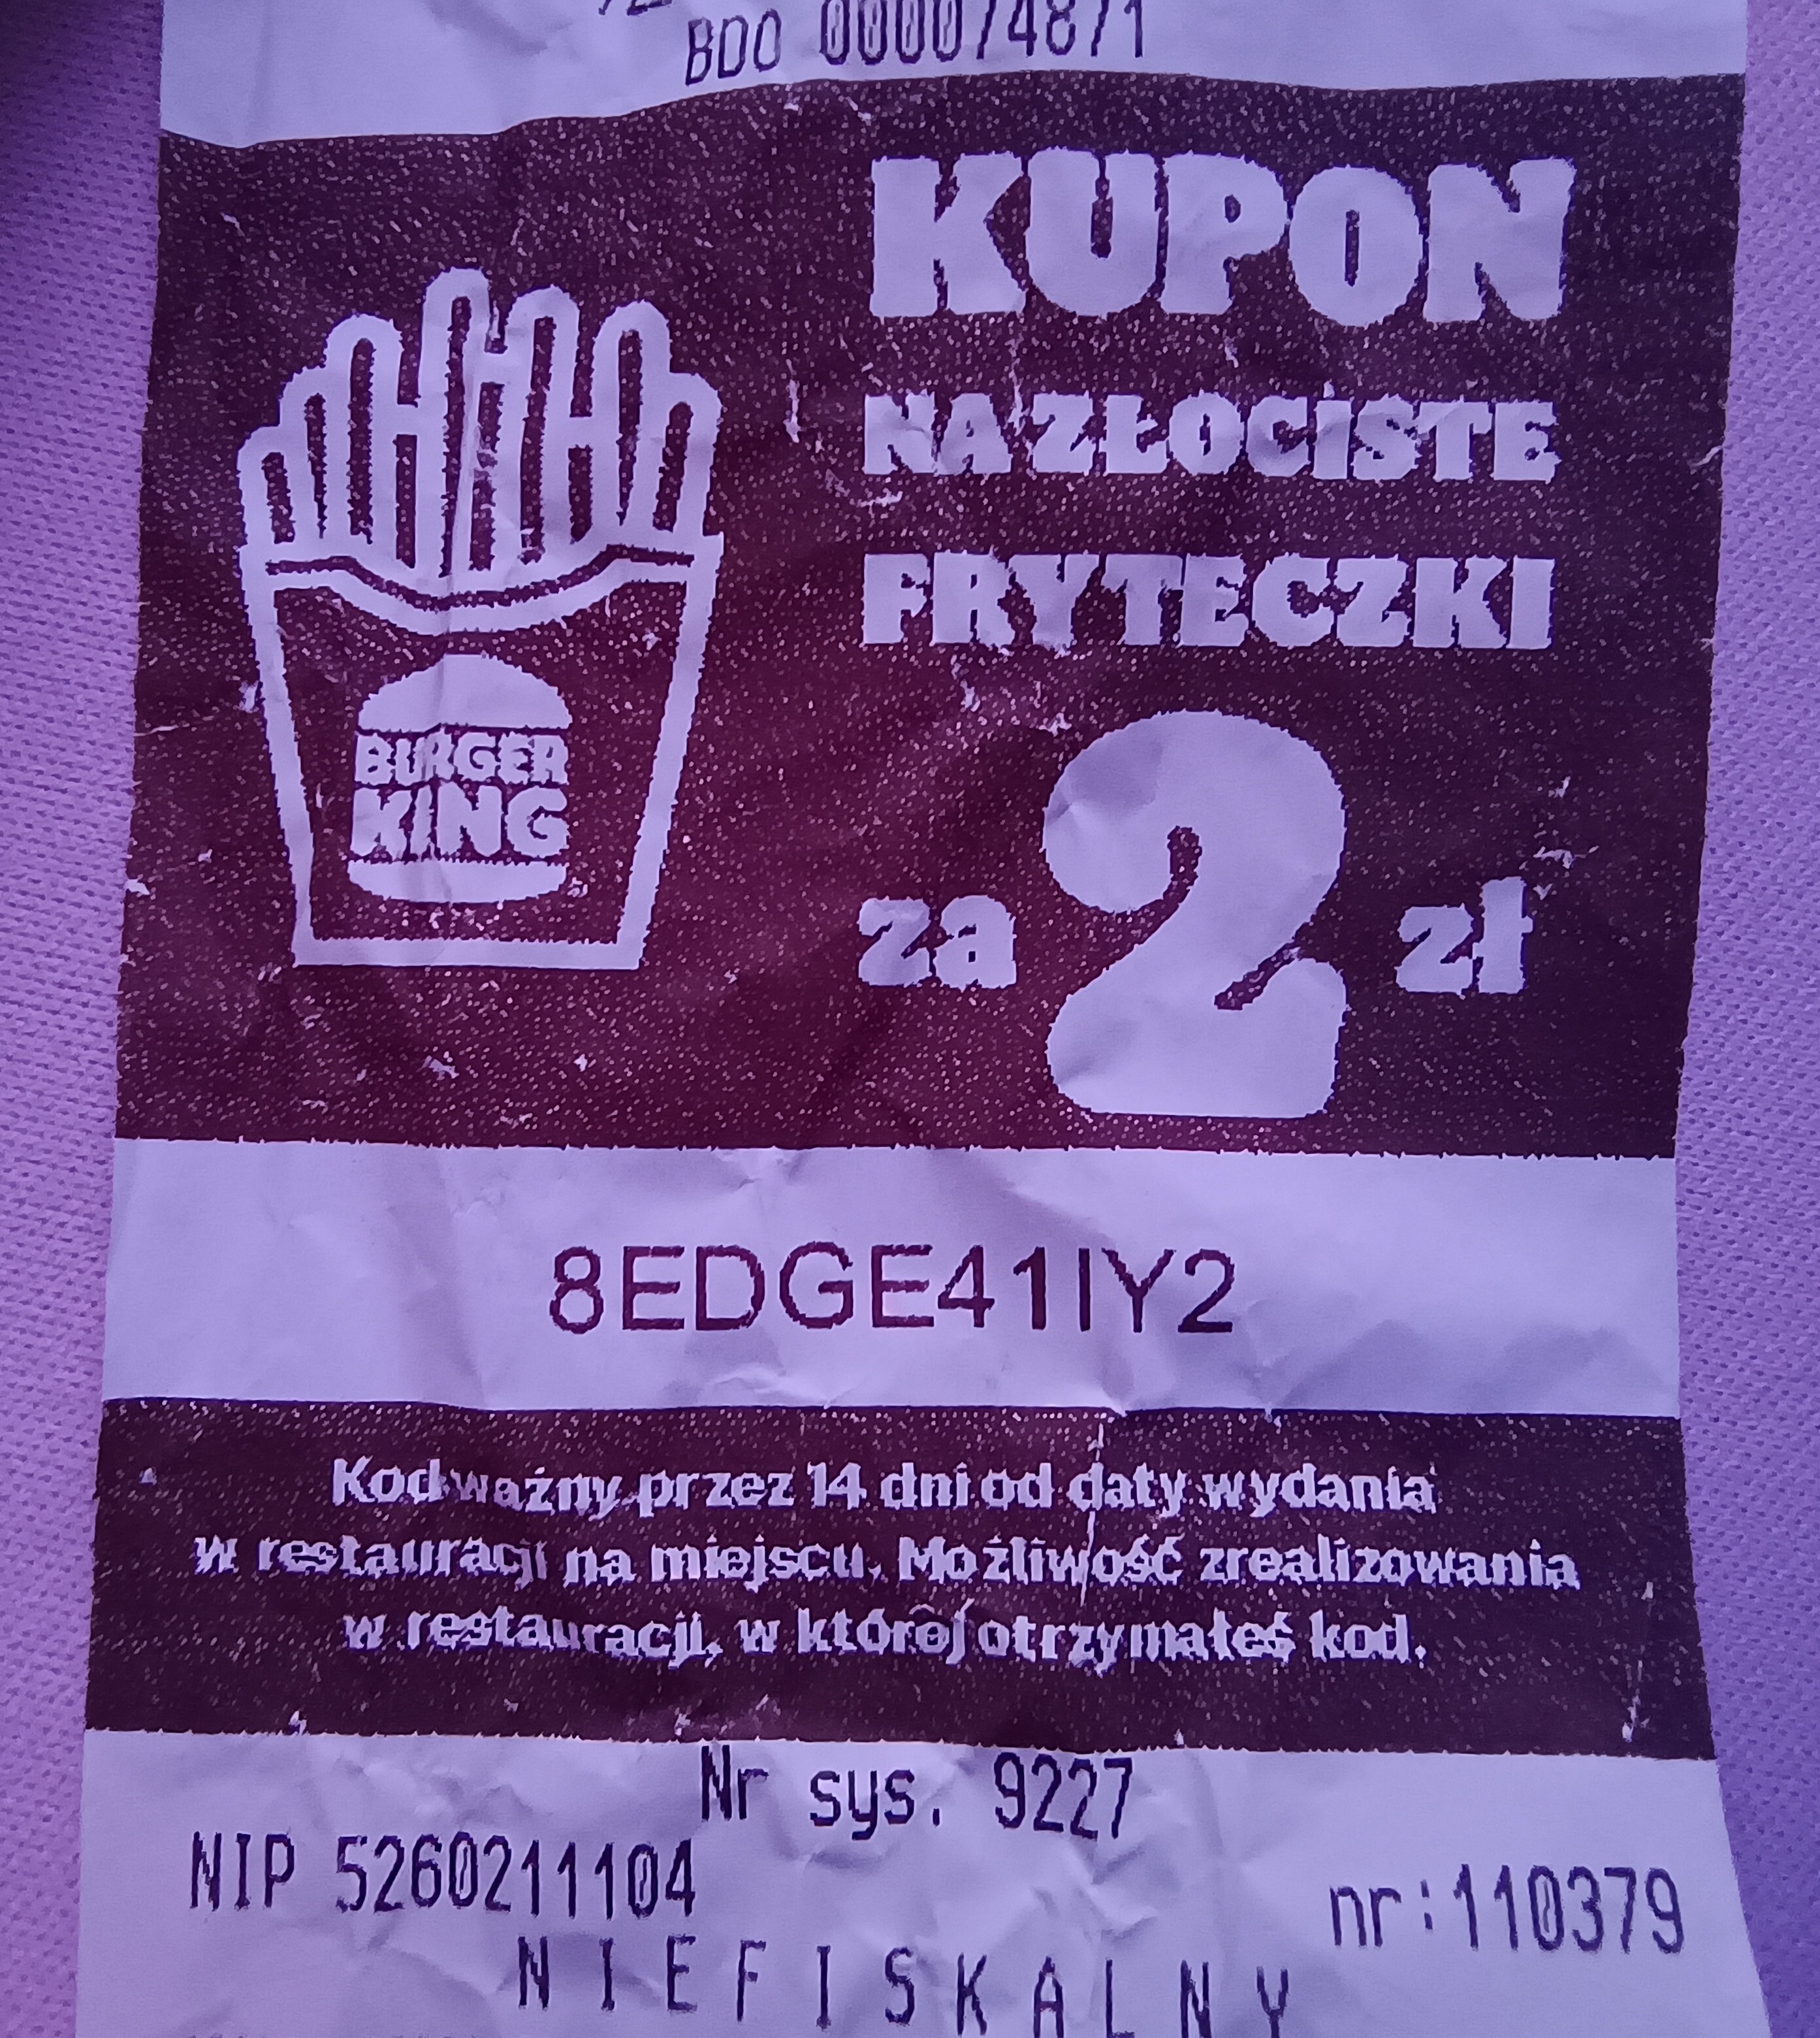 BDO 000074871
KUPON
NA ZŁOCISTE
FRYTECZKI
za 2 zł
BURGER
KING
8EDGE41IY2
Kod ważny przez 14 dni od daty wydania
w restauracji na miejscu. Możliwość zrealizowania
w restauracji, w której otrzymałeś kod.
Nr sys. 9227
NIP 5260211104
nr:110379
N I E F I S K A L N Y